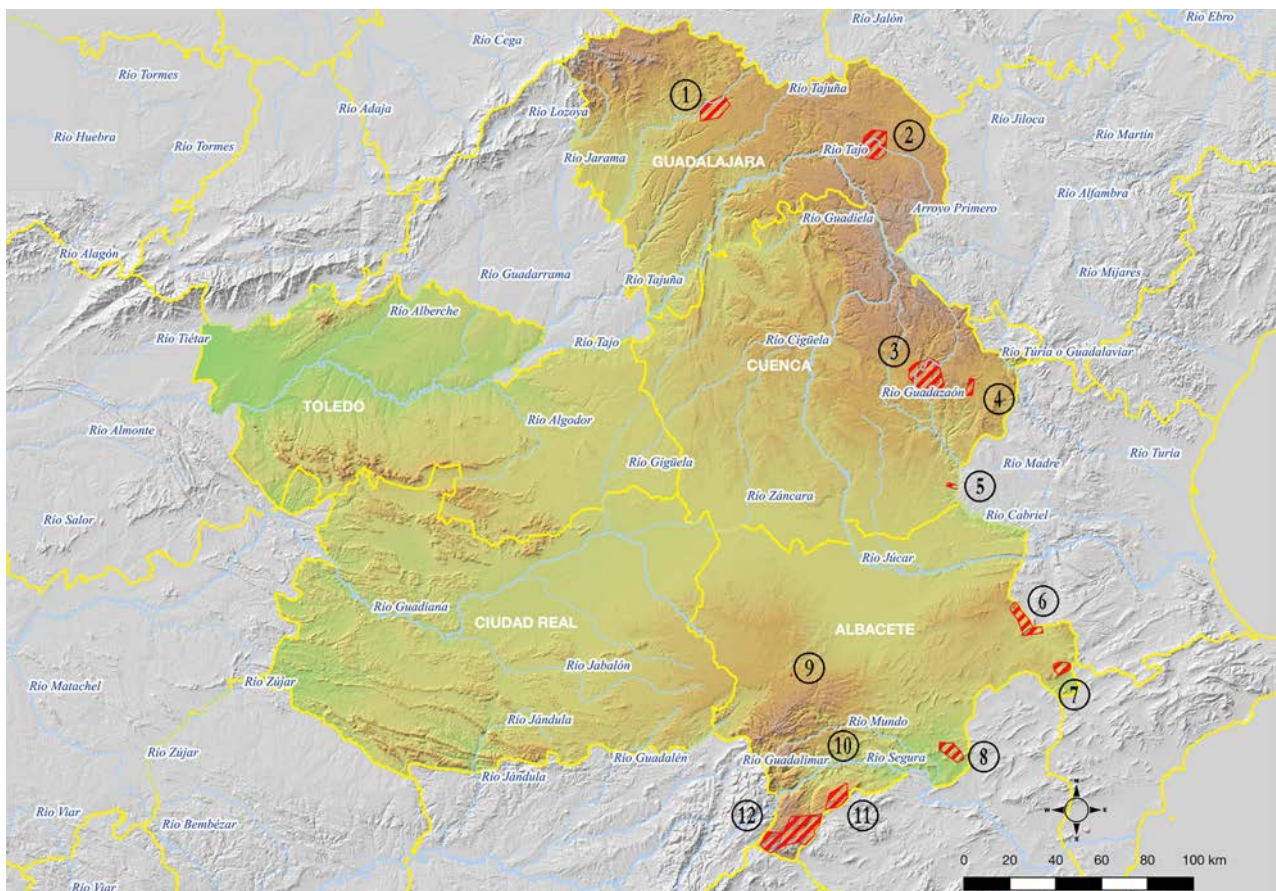 Río Cega
Río Jalón
Río Ebro
Río Tormes
Río Adaja
Río Tajuña
1
Río Lozoya
Río Jiloca
Río Huebra
Río Tormes
Río Martín
2
Río Tajo
Río Jarama
GUADALAJARA
Río Alfambra
Arroyo Primero
Río Guadiela
Río Alagón
Río Guadarrama
Río Mijares
Río Tajuña
Río Alberche
Río Tiétar
Río Tajo
Río Cigüela
3
Río Turia o Guadalaviar
CUENCA
Río Guadazaón
4
TOLEDO
Río Algodor
Río Almonte
Río Gigüela
Río Madre
Río Turia
5
Río Záncara
Río Salor
Río Cabriel
Río Júcar
6
Río Guadiana
CIUDAD REAL
ALBACETE
9
Río Jabalón
7
Río Matachel
Río Zújar
Río Jándula
Río Mundo
Río Zújar
10
Río Guadalén
Río Guadalimar
Río Segura
8
Río Jándula
12
11
Río Viar
Río Bembézar
N
W
E
S
0 20 40 60 80 100 km
Río Viar